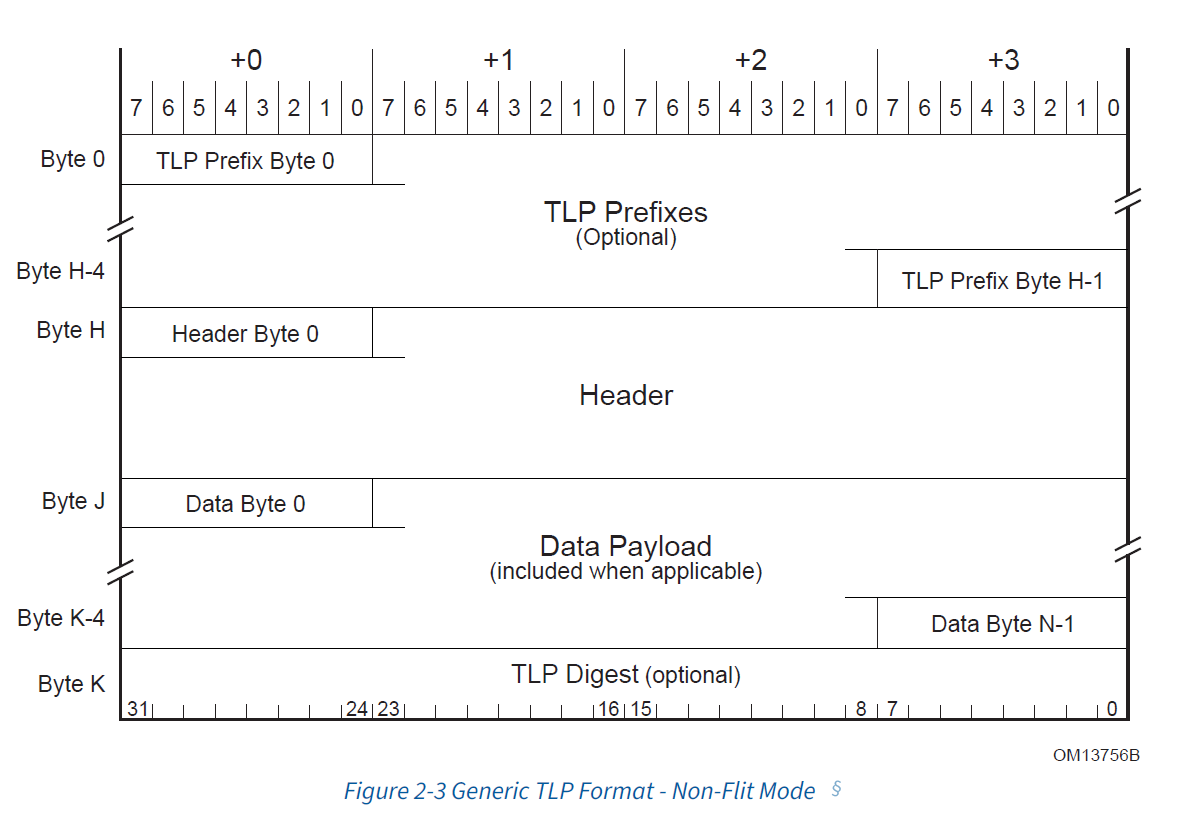 +0 +1 +2 +3
7 6 5 4 3 2 1 0 7 6 5 4 3 2 1 0 7 6 5 4 3 2 1 0 7 6 5 4 3 2 1 0
Byte 0 TLP Prefix Byte 0
TLP Prefixes
(Optional)
Byte H-4 TLP Prefix Byte H-1
Byte H Header Byte 0
Header
Byte J Data Byte 0
Data Payload
(included when applicable)
Byte K-4 Data Byte N-1
Byte K TLP Digest (optional)
31 24 23 16 15 8 7 0
OM13756B
Figure 2-3 Generic TLP Format - Non-Flit Mode §